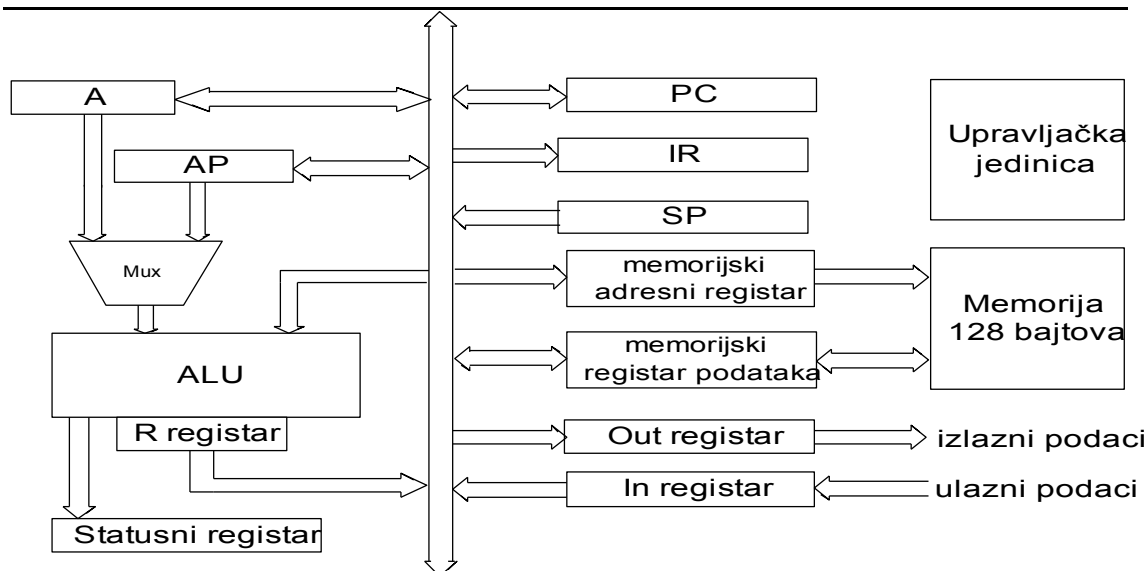 A
AP
Mux
ALU
R registar
Statusni registar
PC
IR
SP
memorijski
adresni registar
memorijski
registar podataka
Out registar
In registar
Upravljačka
jedinica
Memorija
128 bajtova
izlazni podaci
ulazni podaci